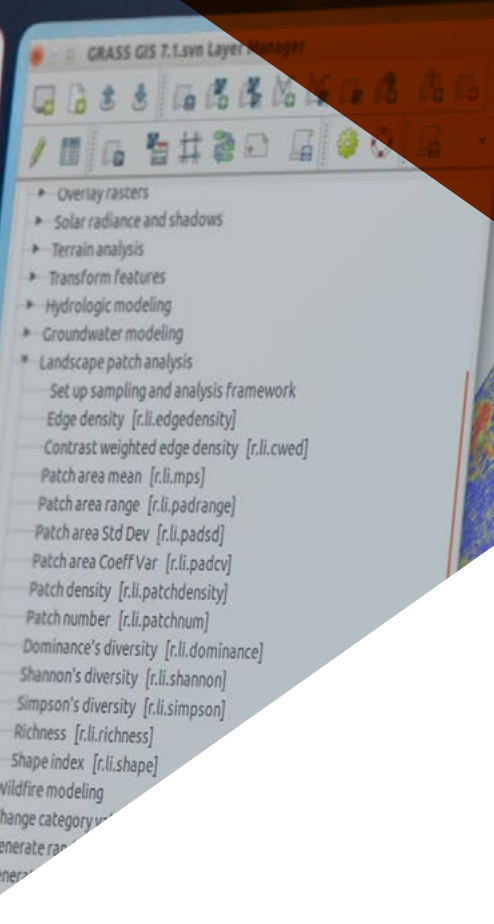 GRASS GIS 7.1.svn Layer Manager
Overlay rasters
Solar radiance and shadows
Terrain analysis
Transform features
Hydrologic modeling
Groundwater modeling
Landscape patch analysis
Set up sampling and analysis framework
Edge density [r.li.edgedensity]
Contrast weighted edge density [r.li.cwed]
Patch area mean [r.li.mps]
Patch area range [r.li.padrange]
Patch area Std Dev [r.li.padsd]
Patch area Coeff Var [r.li.padcv]
Patch density [r.li.patchdensity]
Patch number [r.li.patchnum]
Dominance's diversity [r.li.dominance]
Shannon's diversity [r.li.shannon]
Simpson's diversity [r.li.simpson]
Richness [r.li.richness]
Shape index [r.li.shape]
Wildfire modeling
hange category
enerate